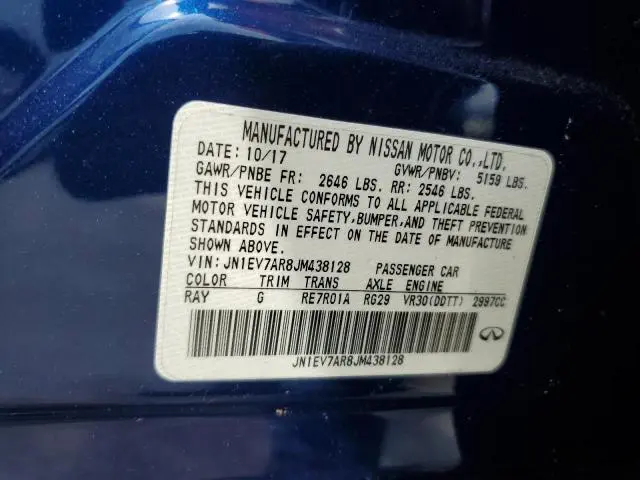 MANUFACTURED BY NISSAN MOTOR CO.,LTD.
DATE: 10/17 GVWR/PNBV: 5159 LBS.
GAWR/PNBE FR: 2646 LBS. RR: 2546 LBS.
THIS VEHICLE CONFORMS TO ALL APPLICABLE FEDERAL
MOTOR VEHICLE SAFETY,BUMPER,AND THEFT PREVENTION
STANDARDS IN EFFECT ON THE DATE OF MANUFACTURE
SHOWN ABOVE.
VIN: JN1EV7AR8JM438128 PASSENGER CAR
COLOR TRIM TRANS AXLE ENGINE
RAY G RE7R01A RG29 VR30(DDTT) 2997CC
JN1EV7AR8JM438128